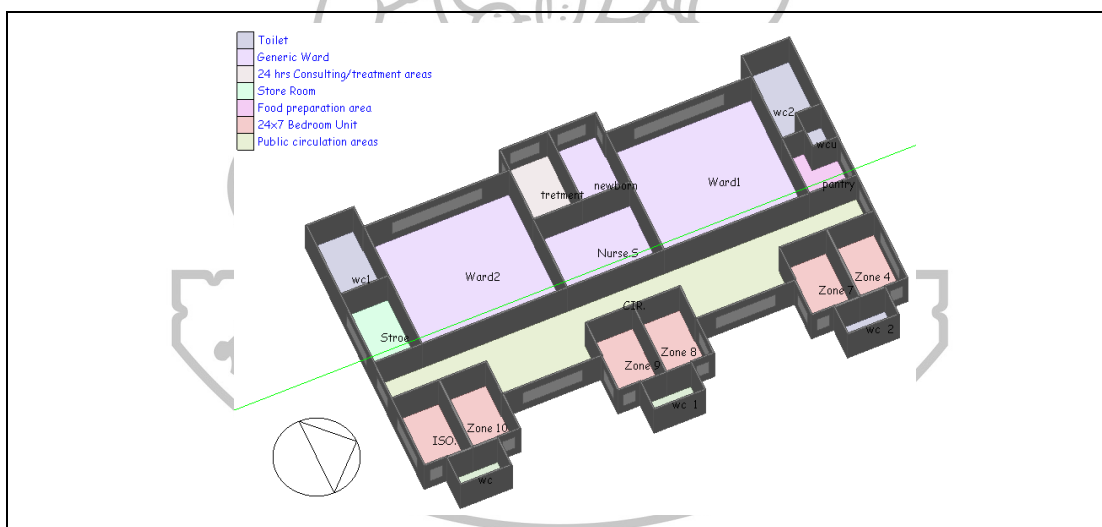 Toilet
Generic Ward
24 hrs Consulting/treatment areas
Store Room
Food preparation area
24x7 Bedroom Unit
Public circulation areas
wc2
wcu
pantry
newborn
tretment
Ward1
Nurse.S
Ward2
wc1
Stroe
CIR.
Zone 7
Zone 4
wc 2
Zone 9
Zone 8
wc 1
ISO.
Zone 10
wc